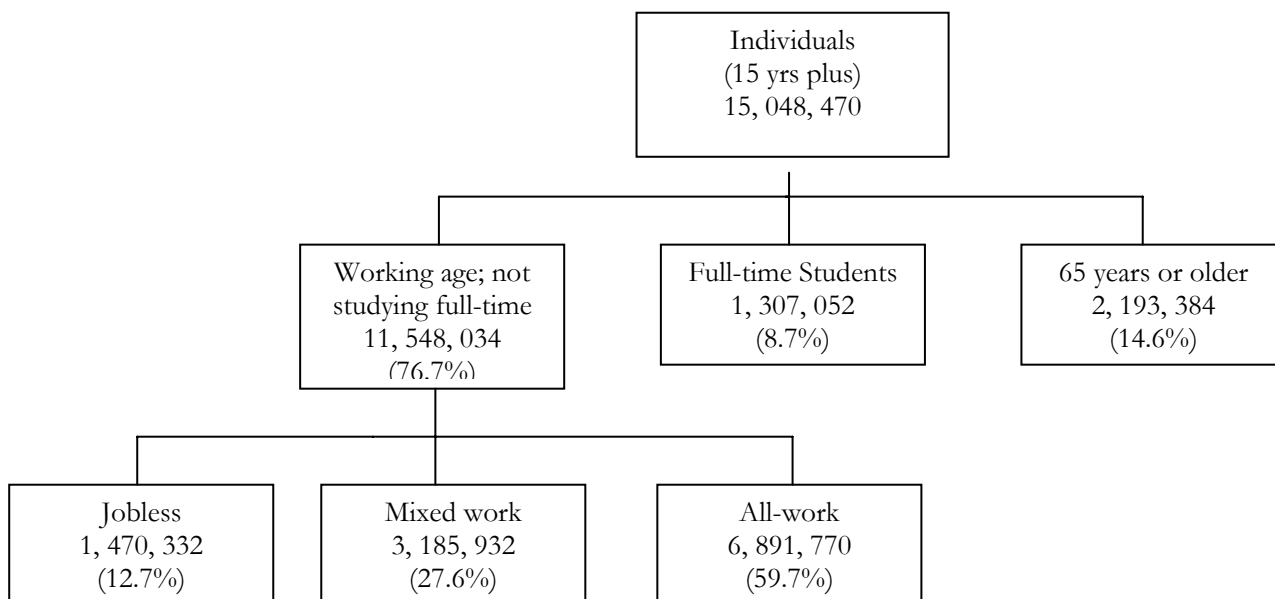 Individuals
(15 yrs plus)
15, 048, 470
Working age; not
studying full-time
11, 548, 034
(76.7%)
Full-time Students
1, 307, 052
(8.7%)
65 years or older
2, 193, 384
(14.6%)
Jobless
1, 470, 332
(12.7%)
Mixed work
3, 185, 932
(27.6%)
All-work
6, 891, 770
(59.7%)